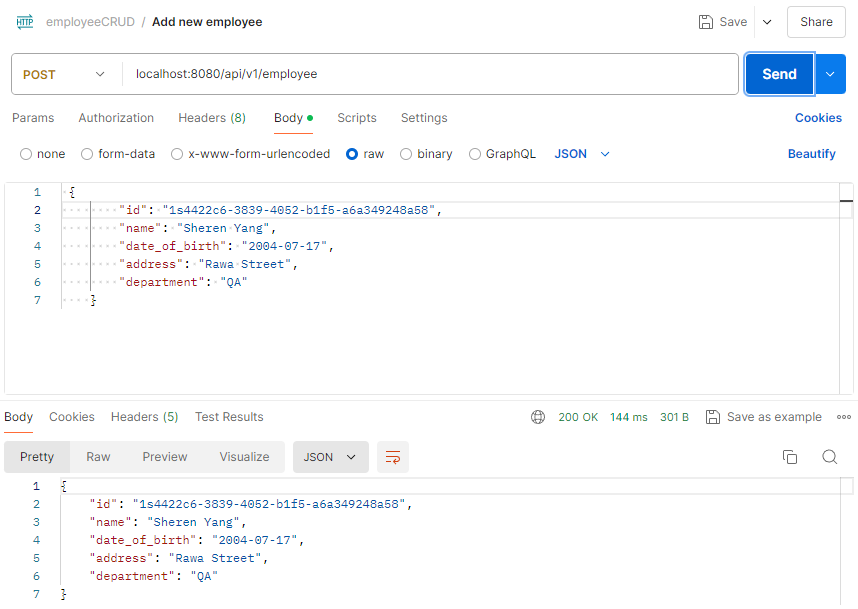 HTTP employeeCRUD / Add new employee Save Share
POST localhost:8080/api/v1/employee Send
Params Authorization Headers (8) Body Scripts Settings Cookies
none form-data x-www-form-urlencoded raw binary GraphQL JSON Beautify
1 {
2 "id": "1s4422c6-3839-4052-b1f5-a6a349248a58",
3 "name": "Sheren Yang",
4 "date_of_birth": "2004-07-17",
5 "address": "Rawa Street",
6 "department": "QA"
7 }
Body Cookies Headers (5) Test Results 200 OK 144 ms 301 B Save as example
Pretty Raw Preview Visualize JSON
1 {
2 "id": "1s4422c6-3839-4052-b1f5-a6a349248a58",
3 "name": "Sheren Yang",
4 "date_of_birth": "2004-07-17",
5 "address": "Rawa Street",
6 "department": "QA"
7 }